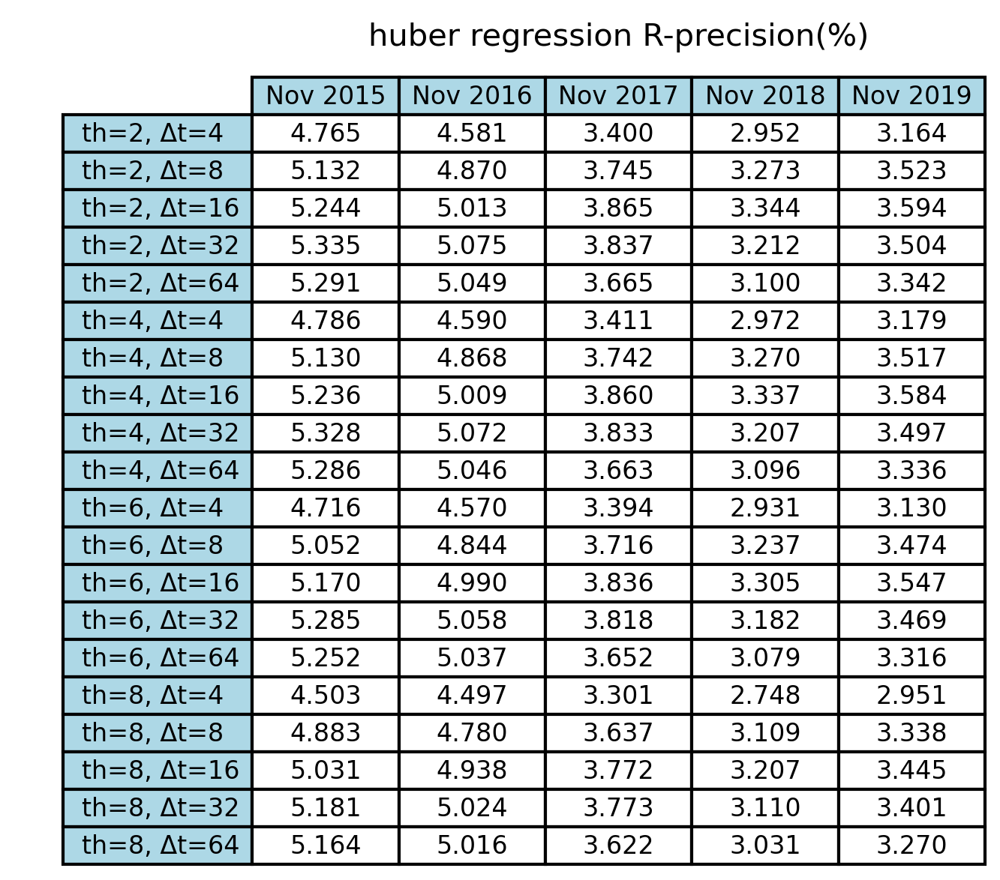 huber regression R-precision(%)
Nov 2015 Nov 2016 Nov 2017 Nov 2018 Nov 2019
th=2, Δt=4 4.765 4.581 3.400 2.952 3.164
th=2, Δt=8 5.132 4.870 3.745 3.273 3.523
th=2, Δt=16 5.244 5.013 3.865 3.344 3.594
th=2, Δt=32 5.335 5.075 3.837 3.212 3.504
th=2, Δt=64 5.291 5.049 3.665 3.100 3.342
th=4, Δt=4 4.786 4.590 3.411 2.972 3.179
th=4, Δt=8 5.130 4.868 3.742 3.270 3.517
th=4, Δt=16 5.236 5.009 3.860 3.337 3.584
th=4, Δt=32 5.328 5.072 3.833 3.207 3.497
th=4, Δt=64 5.286 5.046 3.663 3.096 3.336
th=6, Δt=4 4.716 4.570 3.394 2.931 3.130
th=6, Δt=8 5.052 4.844 3.716 3.237 3.474
th=6, Δt=16 5.170 4.990 3.836 3.305 3.547
th=6, Δt=32 5.285 5.058 3.818 3.182 3.469
th=6, Δt=64 5.252 5.037 3.652 3.079 3.316
th=8, Δt=4 4.503 4.497 3.301 2.748 2.951
th=8, Δt=8 4.883 4.780 3.637 3.109 3.338
th=8, Δt=16 5.031 4.938 3.772 3.207 3.445
th=8, Δt=32 5.181 5.024 3.773 3.110 3.401
th=8, Δt=64 5.164 5.016 3.622 3.031 3.270